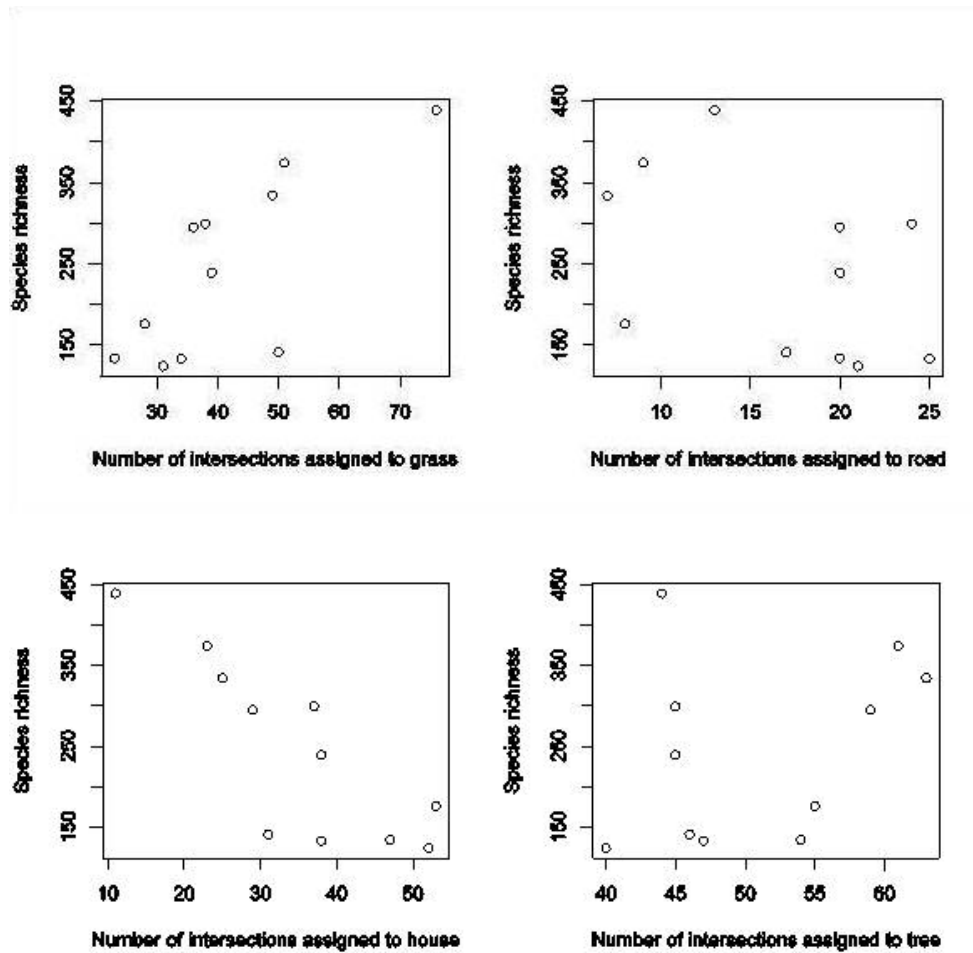 Species richness
450
350
250
150
30 40 50 60 70
Number of intersections assigned to grass
Species richness
450
350
250
150
10 15 20 25
Number of intersections assigned to road
Species richness
450
350
250
150
10 20 30 40 50
Number of intersections assigned to house
Species richness
450
350
250
150
40 45 50 55 60
Number of intersections assigned to tree